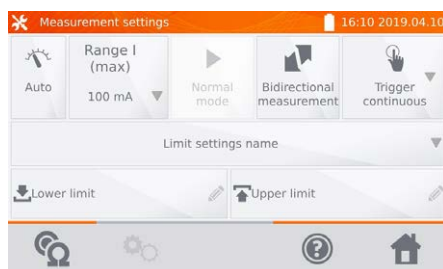 Measurement settings 16:10 2019.04.10
Auto
Range I
(max)
100 mA
Normal
mode
Bidirectional
measurement
Trigger
continuous
Limit settings name
Lower limit
Upper limit